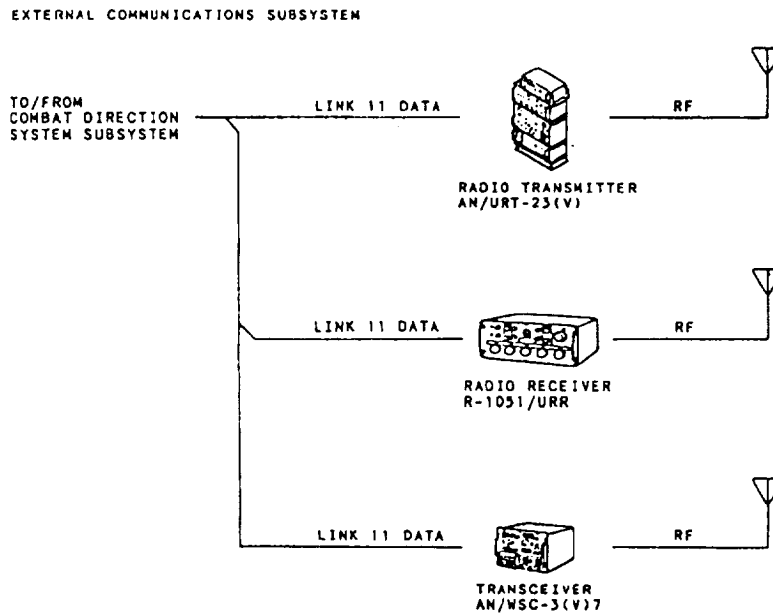 EXTERNAL COMMUNICATIONS SUBSYSTEM
TO/FROM
COMBAT DIRECTION
SYSTEM SUBSYSTEM
LINK 11 DATA
RF
RADIO TRANSMITTER
AN/URT-23(V)
LINK 11 DATA
RF
RADIO RECEIVER
R-1051/URR
LINK 11 DATA
RF
TRANSCEIVER
AN/WSC-3(V)7